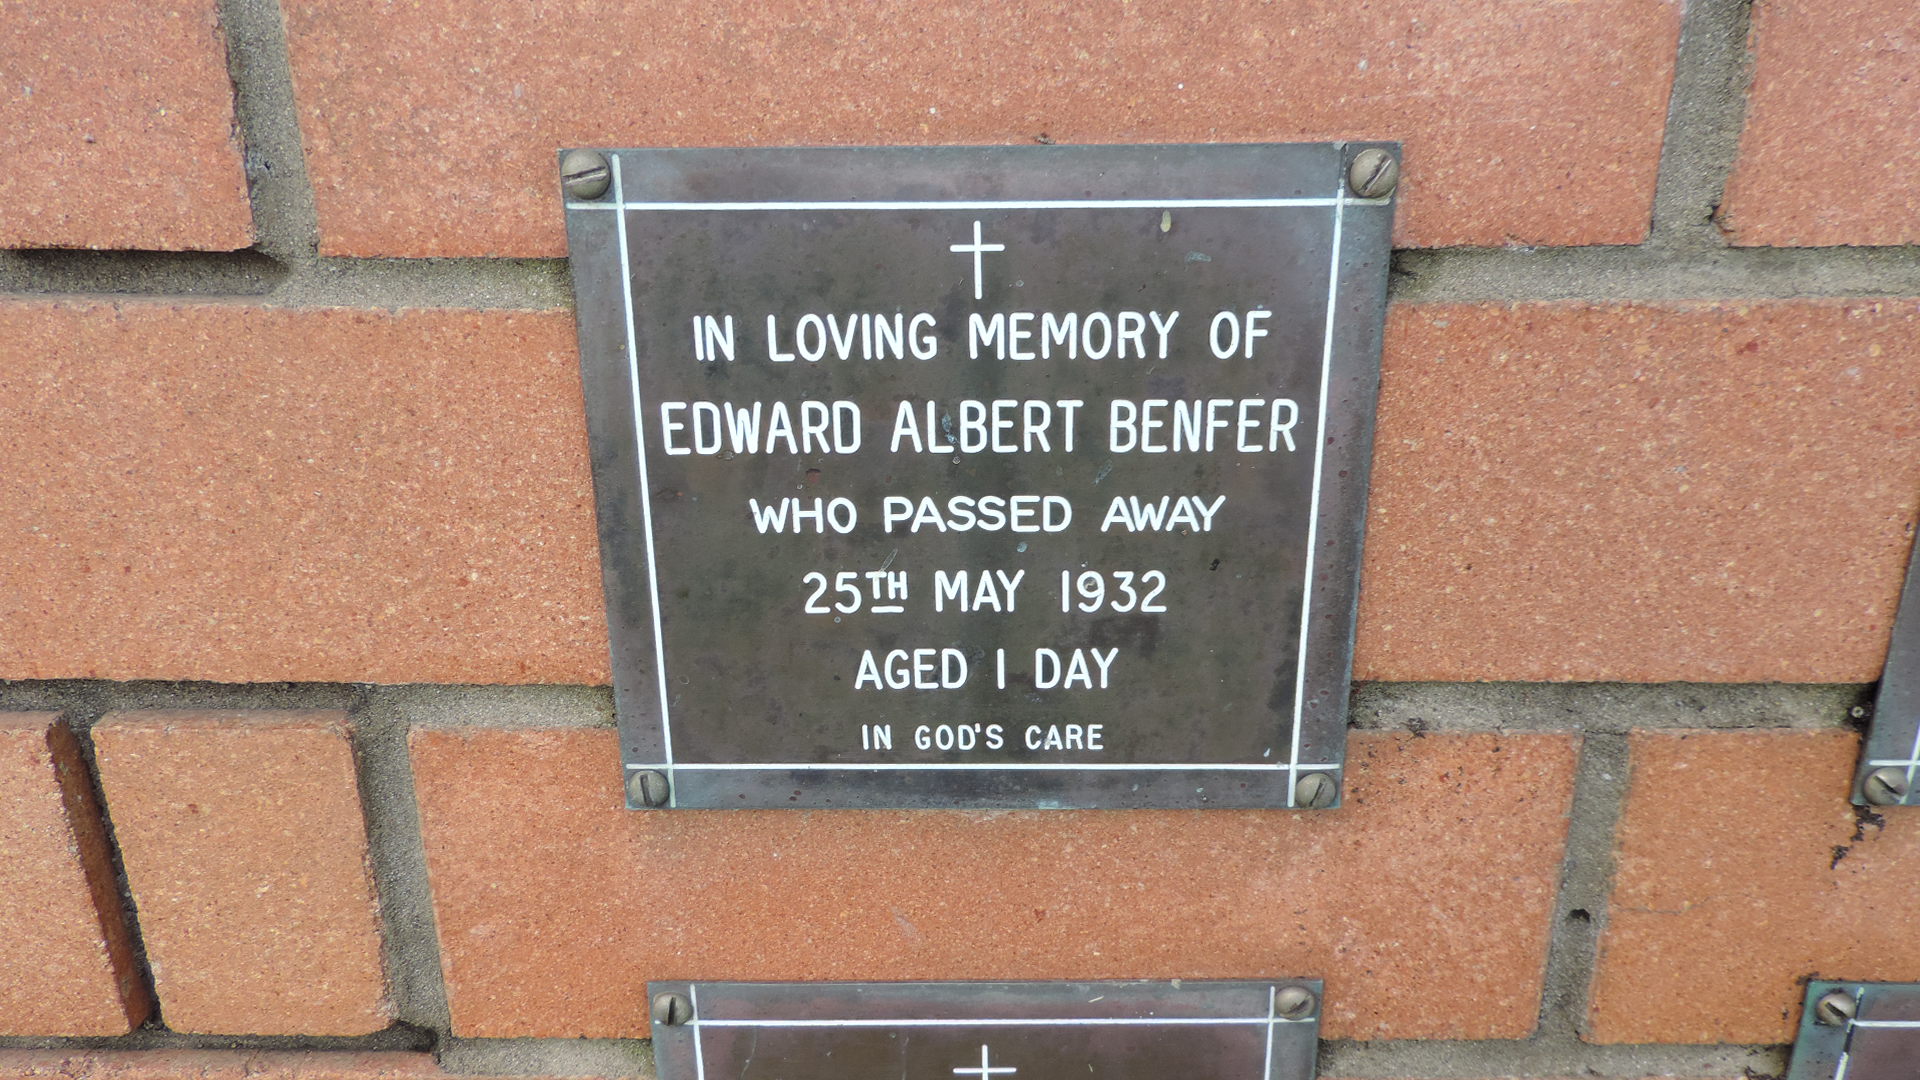 IN LOVING MEMORY OF
EDWARD ALBERT BENFER
WHO PASSED AWAY
25TH MAY 1932
AGED 1 DAY
IN GOD'S CARE